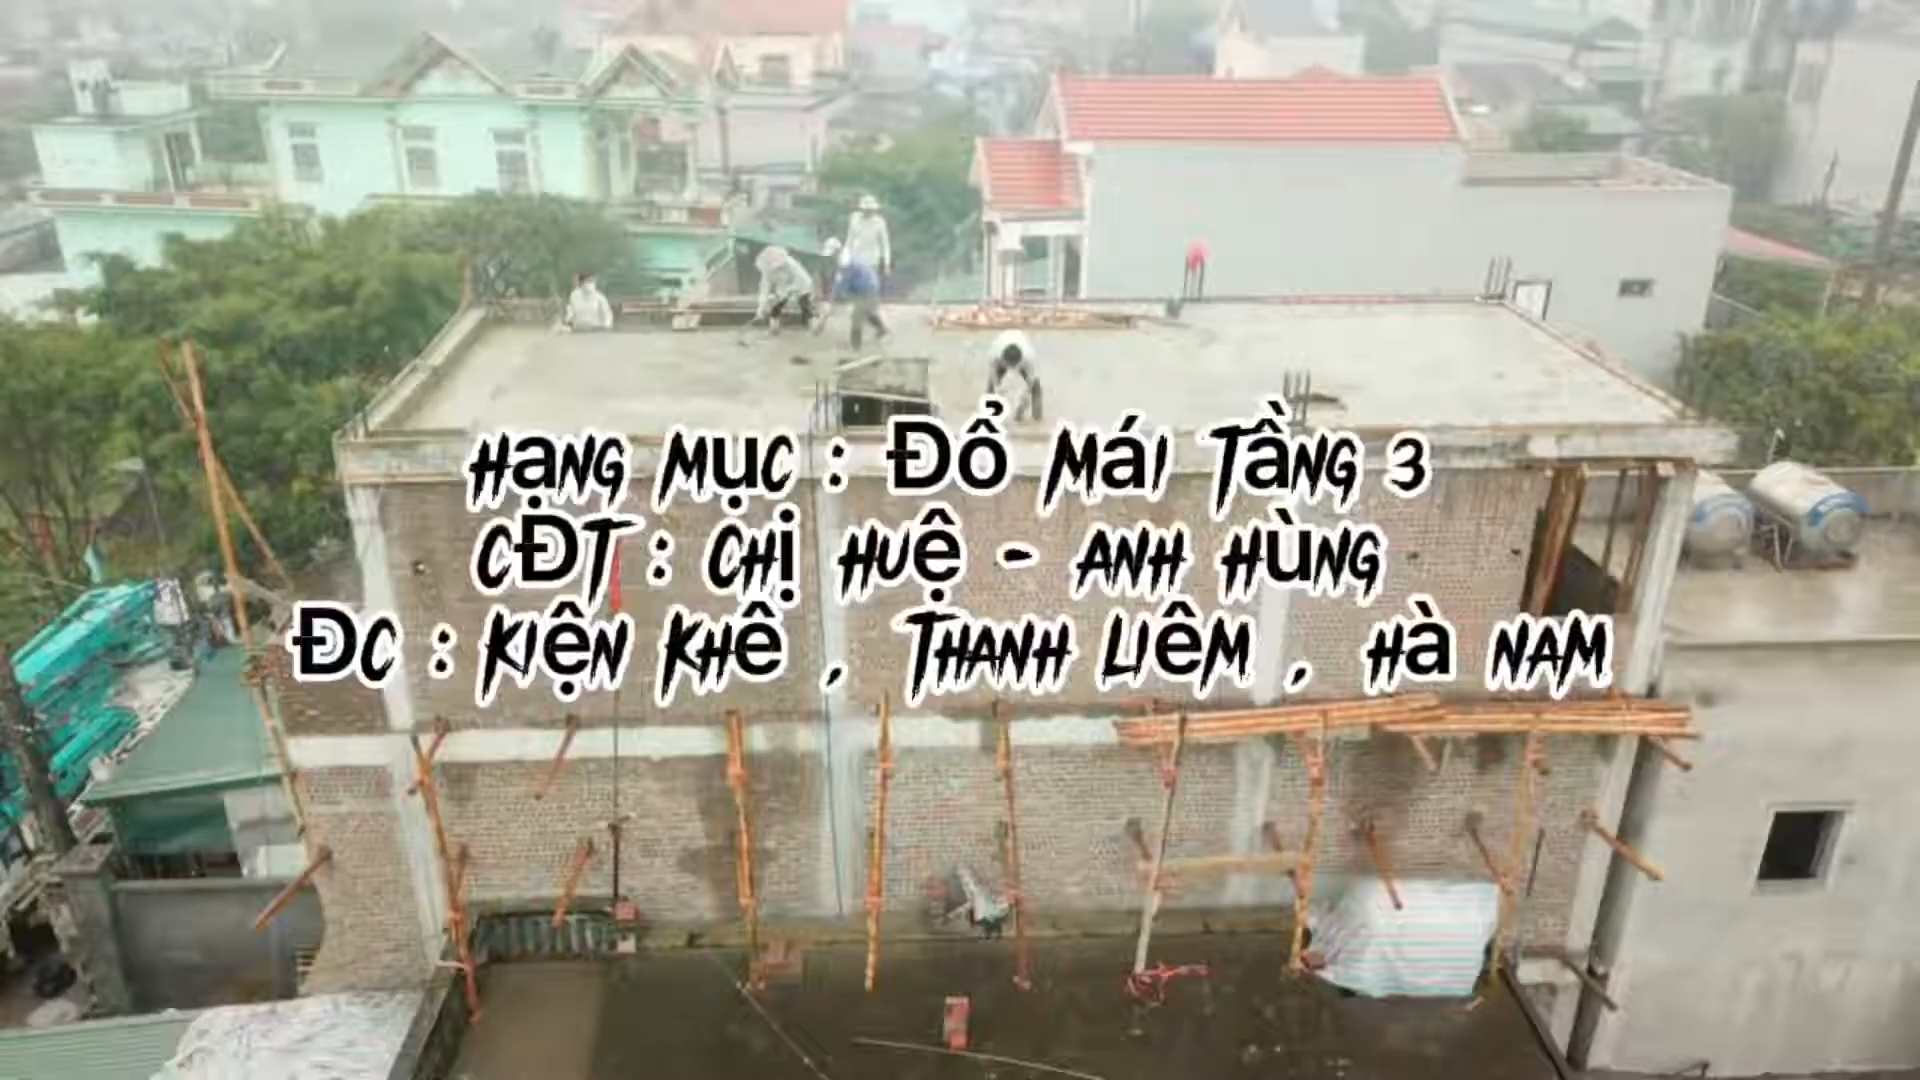 Hạng Mục : Đổ Mái Tầng 3
CĐT : Chị Huệ - Anh Hùng
Đc : Kiện Khê , Thanh Liêm , Hà Nam